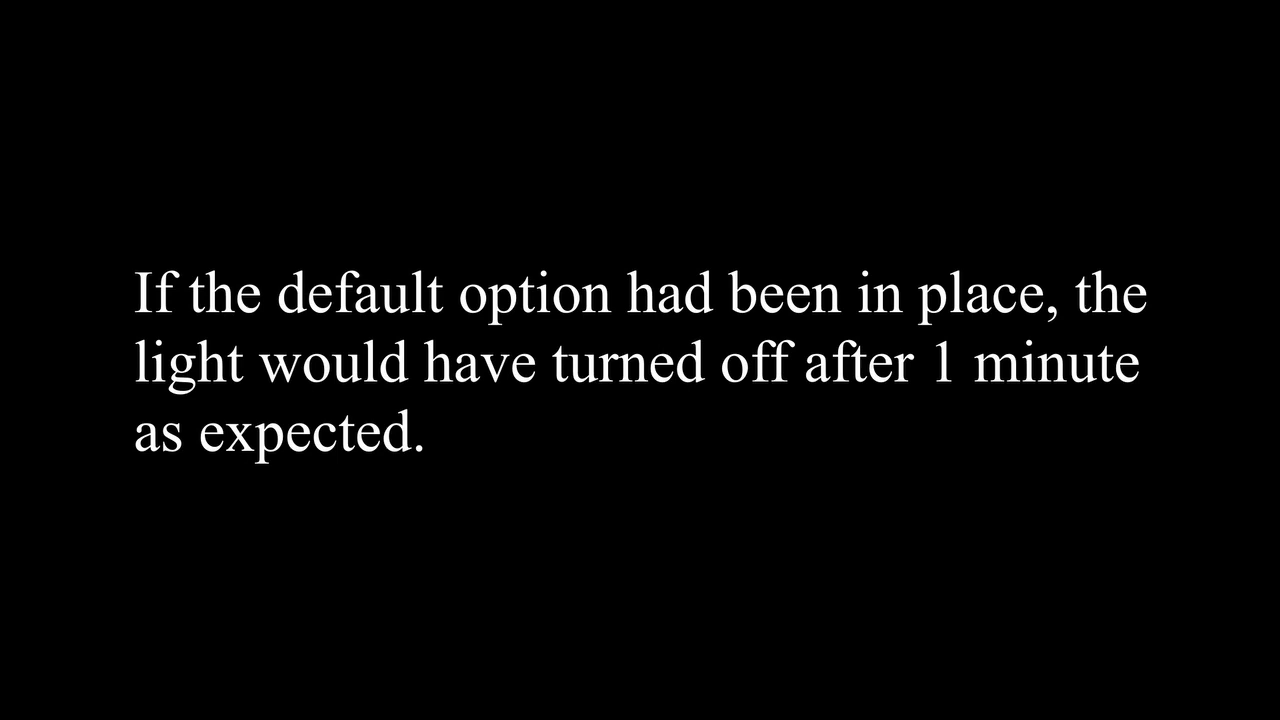 If the default option had been in place, the
light would have turned off after 1 minute
as expected.